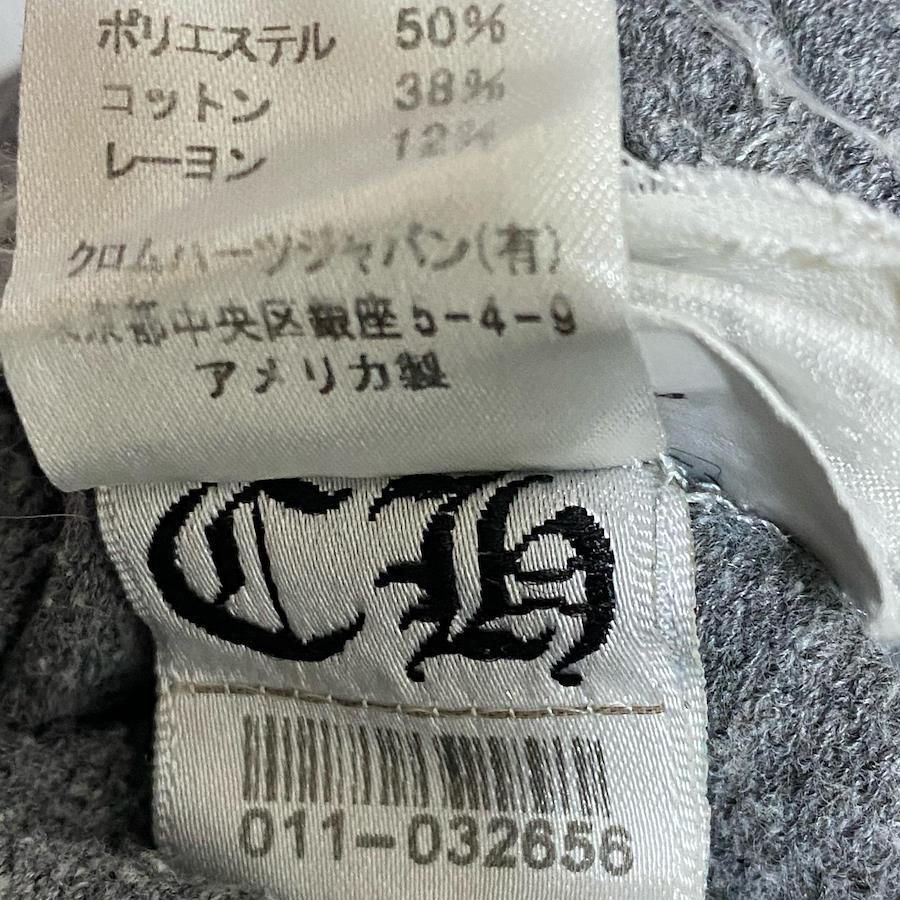 ポリエステル 50%
コットン 38%
レーヨン 12%
クロムハーツジャパン(有)
東京都中央区銀座5-4-9
アメリカ製
CH
011-032656